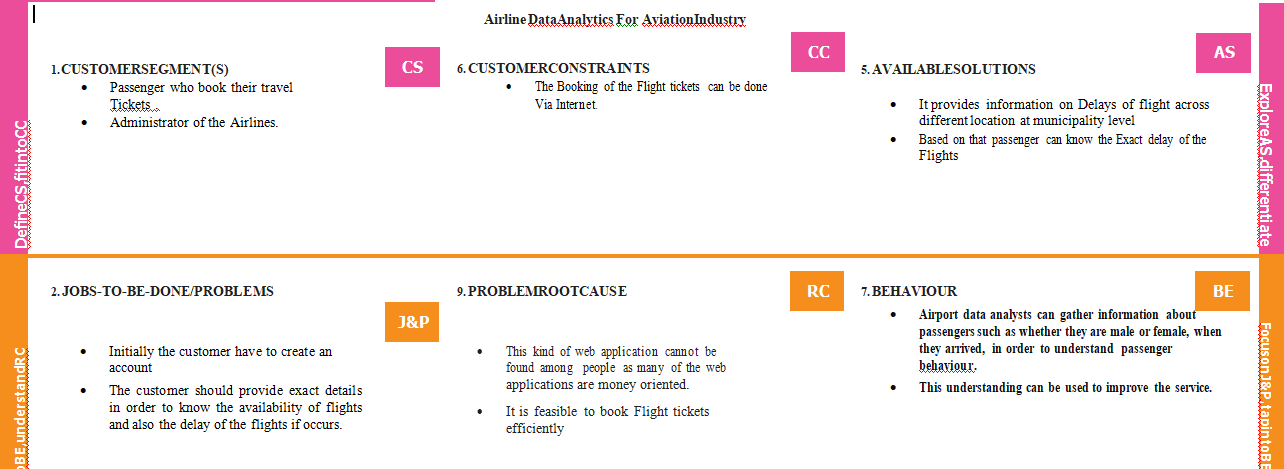 Airline DataAnalytics For AviationIndustry
DefineCS,fitintoCC
1.CUSTOMERSEGMENT(S)
CS
• Passenger who book their travel
Tickets..
• Administrator of the Airlines.
6. CUSTOMERCONSTRAINTS
CC
• The Booking of the Flight tickets can be done
Via Internet.
5. AVAILABLESOLUTIONS
AS
• It provides information on Delays of flight across
different location at municipality level
• Based on that passenger can know the Exact delay of the
Flights
ExploreAS,differentiate
BE,understandRC
2. JOBS-TO-BE-DONE/PROBLEMS
J&P
• Initially the customer have to create an
account
• The customer should provide exact details
in order to know the availability of flights
and also the delay of the flights if occurs.
9. PROBLEMROOTCAUSE
RC
• This kind of web application cannot be
found among people as many of the web
applications are money oriented.
• It is feasible to book Flight tickets
efficiently
7. BEHAVIOUR
BE
• Airport data analysts can gather information about
passengers such as whether they are male or female, when
they arrived, in order to understand passenger
behaviour.
• This understanding can be used to improve the service.
FocusonJ&P,tapintoBE